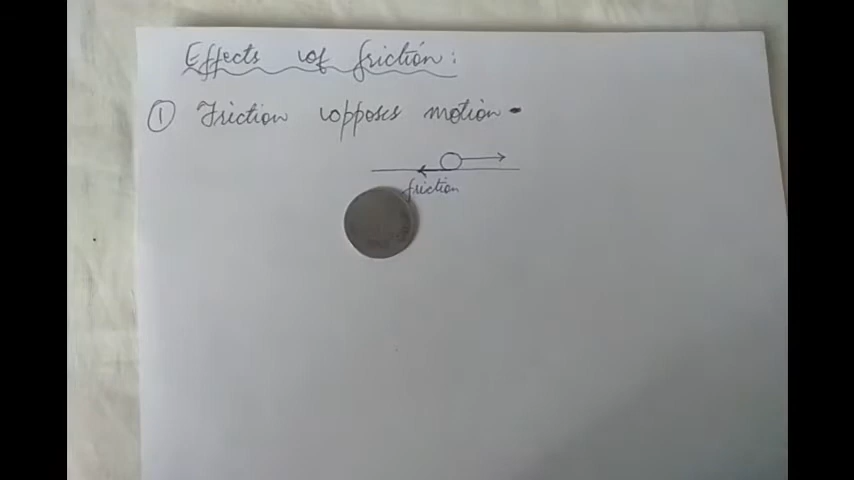 Effects of friction:
① Friction opposes motion.
friction